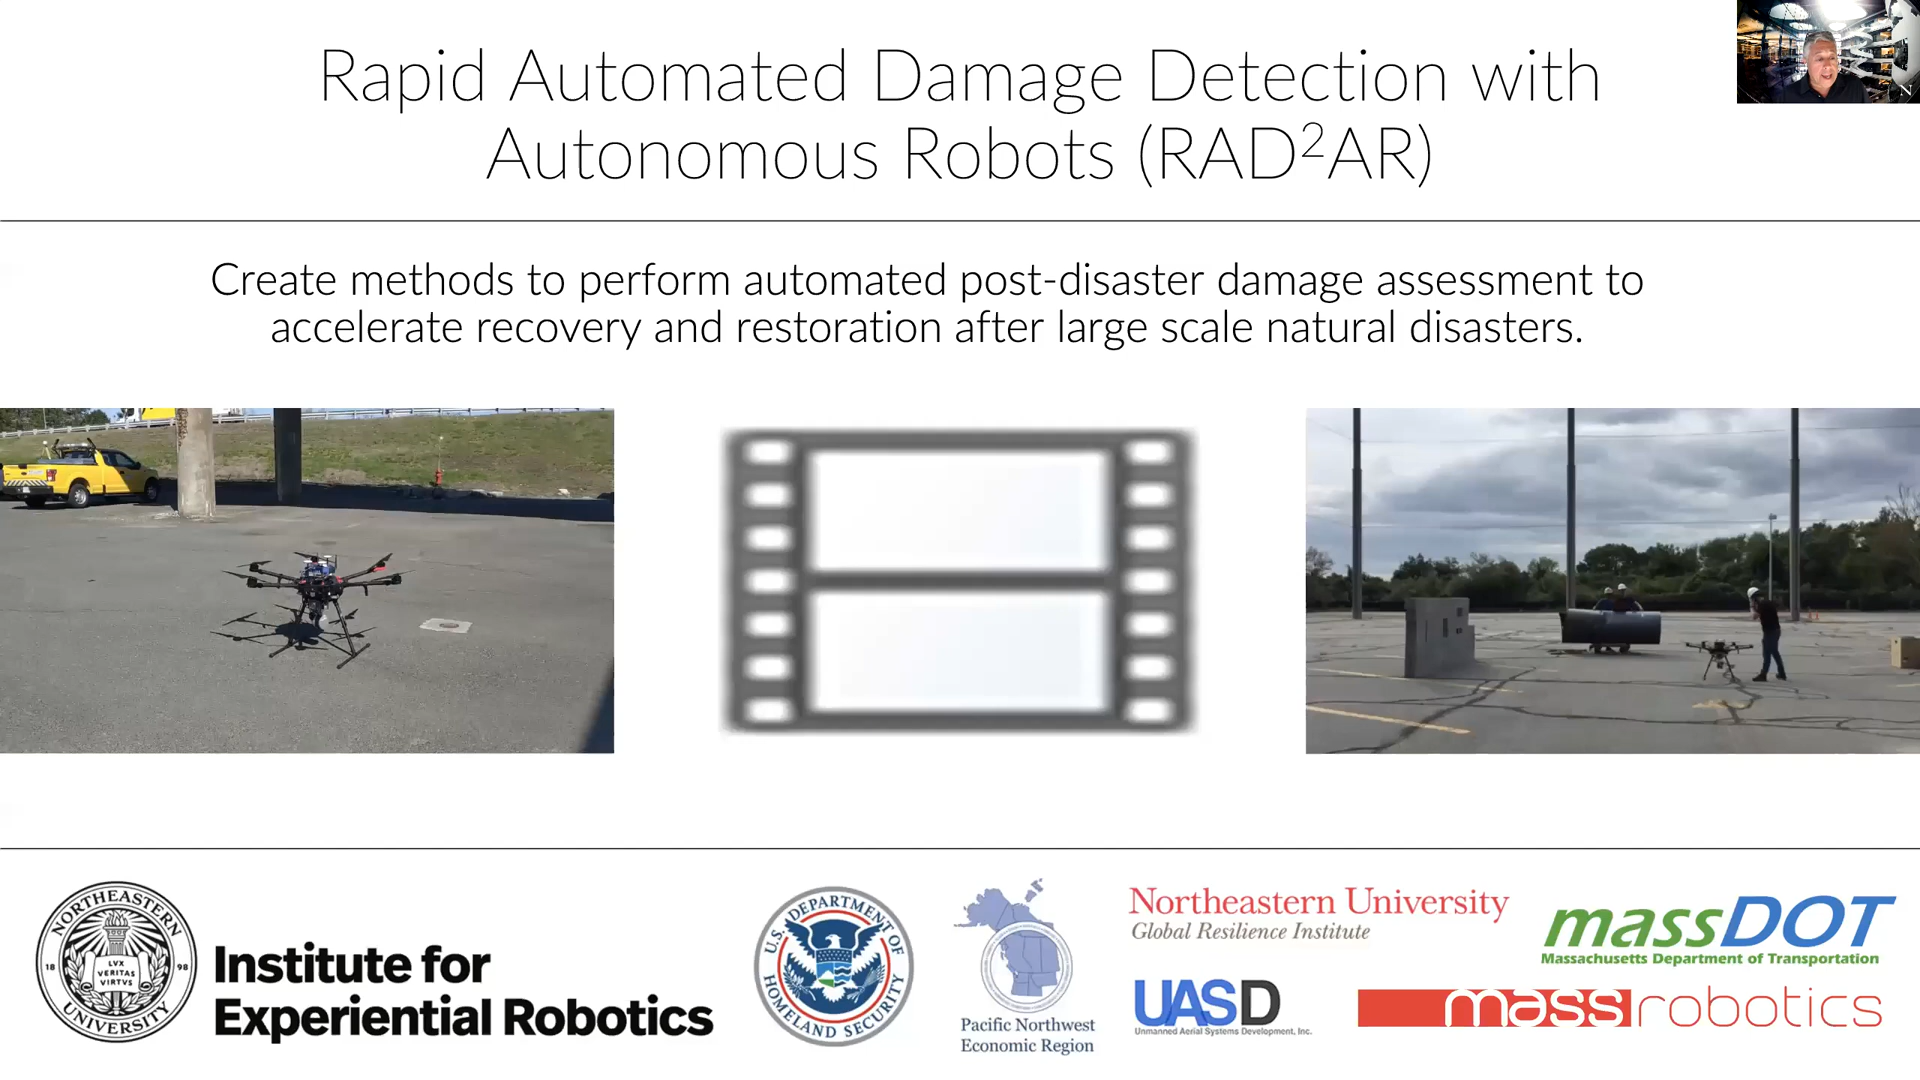 Rapid Automated Damage Detection with
Autonomous Robots (RAD²AR)
N
Create methods to perform automated post-disaster damage assessment to
accelerate recovery and restoration after large scale natural disasters.
NORTHEASTERN
UNIVERSITY
18 98
LVX
VERITAS
VIRTVS
Institute for
Experiential Robotics
U.S. DEPARTMENT OF
HOMELAND SECURITY
Pacific Northwest
Economic Region
Northeastern University
Global Resilience Institute
UASD
Unmanned Aerial Systems Development, Inc.
massDOT
Massachusetts Department of Transportation
massrobotics